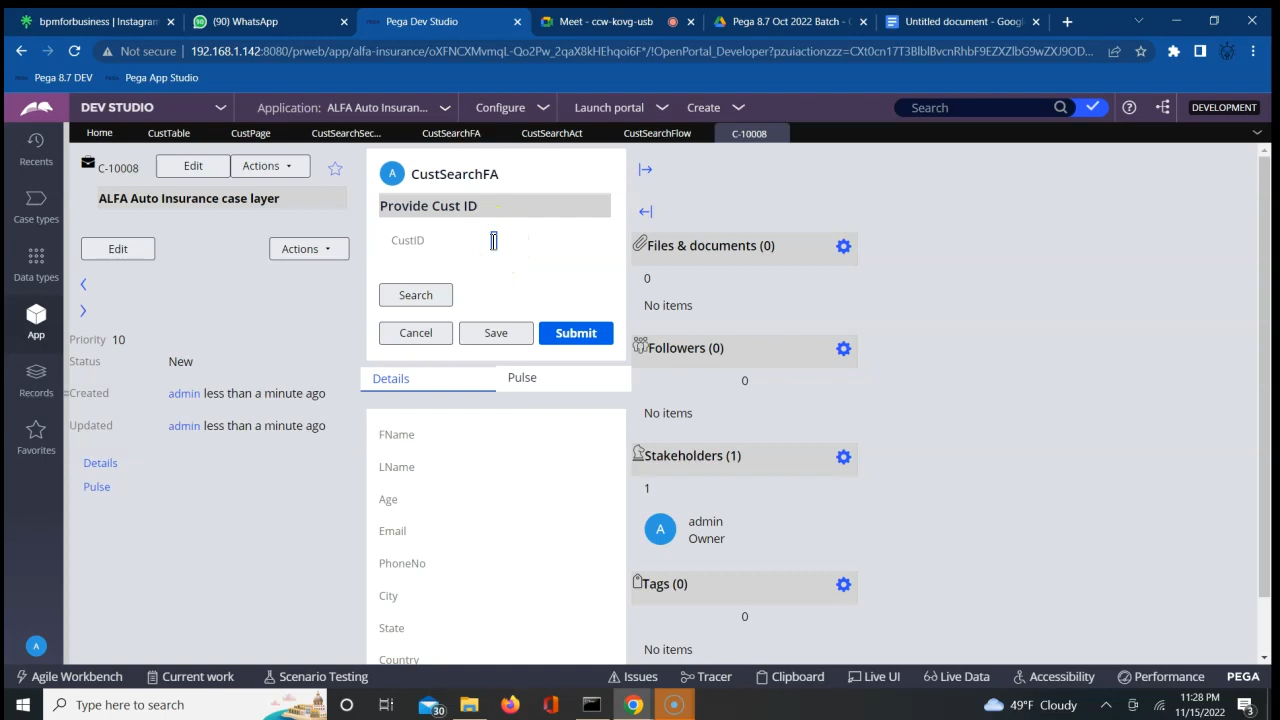 bpmforbusiness | Instagram
(90) WhatsApp
Pega Dev Studio
Meet - ccw-kovg-usb
Pega 8.7 Oct 2022 Batch -
Untitled document - Google
Not secure | 192.168.1.142:8080/prweb/app/alfa-insurance/oXFNCXMvmqL-Qo2Pw_2qaX8kHEhqoi6F*/!OpenPortal_Developer?pzuiactionzzz=CXt0cn17T3BlblBvcnRhbF9EZXZlbG9wZXJ9OD...
Pega 8.7 DEV
Pega App Studio
DEV STUDIO
Application: ALFA Auto Insuran...
Configure
Launch portal
Create
Search
DEVELOPMENT
Home
CustTable
CustPage
CustSearchSec...
CustSearchFA
CustSearchAct
CustSearchFlow
C-10008
Recents
Case types
Data types
App
Records
Favorites
A
C-10008
Edit
Actions
ALFA Auto Insurance case layer
Edit
Actions
Priority 10
Status New
Created admin less than a minute ago
Updated admin less than a minute ago
Details
Pulse
A CustSearchFA
Provide Cust ID
CustID
Search
Cancel
Save
Submit
Details
Pulse
FName
LName
Age
Email
PhoneNo
City
State
Country
Files & documents (0)
0
No items
Followers (0)
0
No items
Stakeholders (1)
1
A
admin
Owner
Tags (0)
0
No items
Agile Workbench
Current work
Scenario Testing
Issues
Tracer
Clipboard
Live UI
Live Data
Accessibility
Performance
PEGA
Type here to search
30
49°F Cloudy
11:28 PM
11/15/2022
3